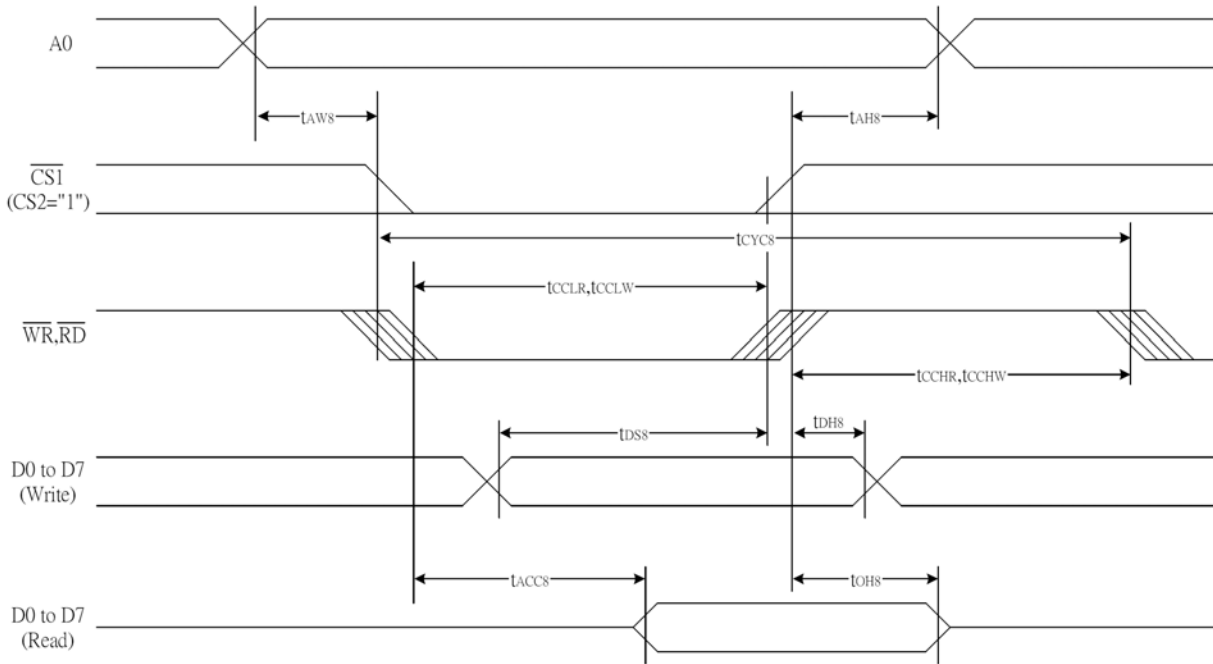 A0
tAW8
tAH8
CS1
(CS2="1")
tCYC8
tCCLR,tCCLW
WR,RD
tCCHR,tCCHW
tDS8
tDH8
D0 to D7
(Write)
tACC8
tOH8
D0 to D7
(Read)